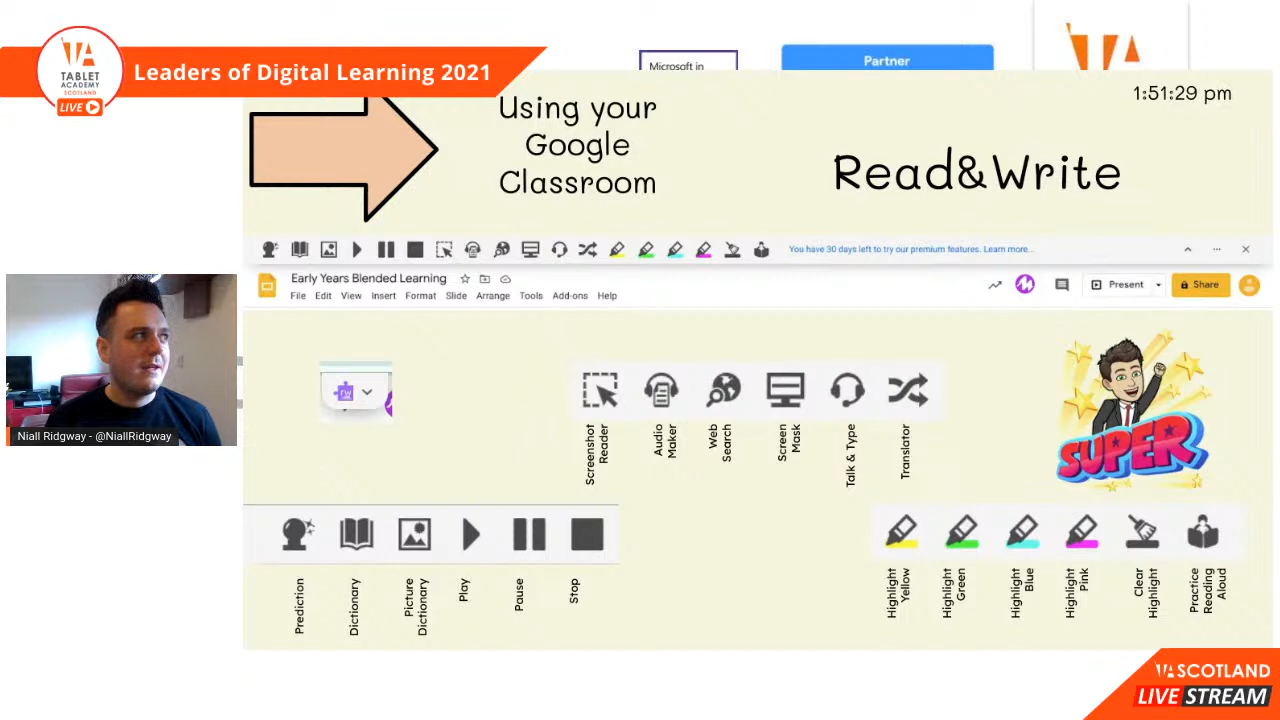 TA
TABLET
ACADEMY
SCOTLAND
LIVE
Leaders of Digital Learning 2021
Microsoft in
Partner
TA
1:51:29 pm
Using your
Google
Classroom
Read&Write
You have 30 days left to try our premium features. Learn more...
Early Years Blended Learning
File Edit View Insert Format Slide Arrange Tools Add-ons Help
Present
Share
rw
Screenshot
Reader
Audio
Maker
Web
Search
Screen
Mask
Talk & Type
Translator
SUPER
Niall Ridgway - @NiallRidgway
Prediction
Dictionary
Picture
Dictionary
Play
Pause
Stop
Highlight
Yellow
Highlight
Green
Highlight
Blue
Highlight
Pink
Clear
Highlight
Practice
Reading
Aloud
TA SCOTLAND
LIVE STREAM